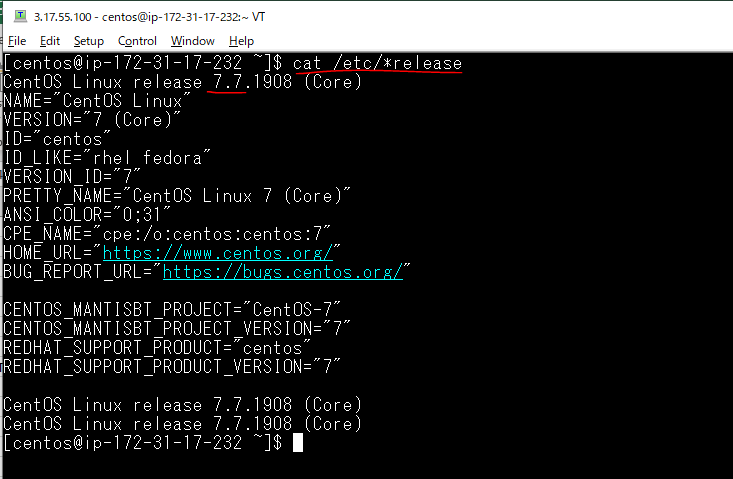 3.17.55.100 - centos@ip-172-31-17-232:~ VT
File Edit Setup Control Window Help
[centos@ip-172-31-17-232 ~]$ cat /etc/*release
CentOS Linux release 7.7.1908 (Core)
NAME="CentOS Linux"
VERSION="7 (Core)"
ID="centos"
ID_LIKE="rhel fedora"
VERSION_ID="7"
PRETTY_NAME="CentOS Linux 7 (Core)"
ANSI_COLOR="0;31"
CPE_NAME="cpe:/o:centos:centos:7"
HOME_URL="https://www.centos.org/"
BUG_REPORT_URL="https://bugs.centos.org/"
CENTOS_MANTISBT_PROJECT="CentOS-7"
CENTOS_MANTISBT_PROJECT_VERSION="7"
REDHAT_SUPPORT_PRODUCT="centos"
REDHAT_SUPPORT_PRODUCT_VERSION="7"
CentOS Linux release 7.7.1908 (Core)
CentOS Linux release 7.7.1908 (Core)
[centos@ip-172-31-17-232 ~]$